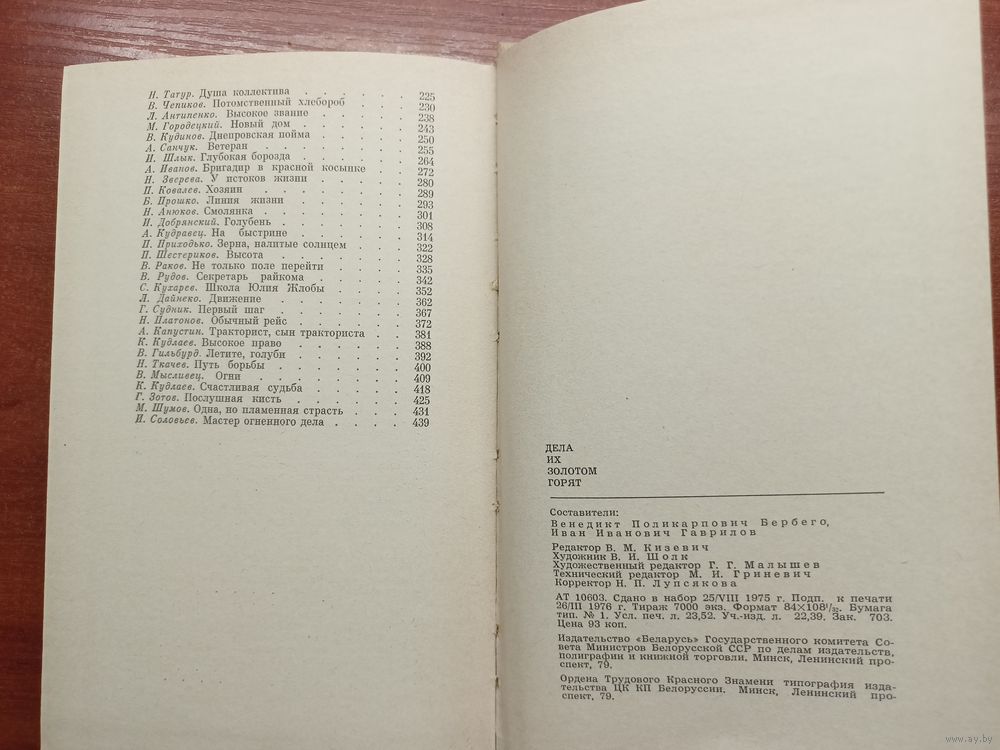 Н. Татур. Душа коллектива . . . . . . 225
В. Чепиков. Потомственный хлебороб . . . . 230
Л. Антипенко. Высокое звание . . . . . 238
М. Городецкий. Новый дом . . . . . . 243
В. Кудинов. Днепровская пойма . . . . . 250
А. Санчук. Ветеран . . . . . . . . 255
И. Шлык. Глубокая борозда . . . . . . 264
А. Иванов. Бригадир в красной косынке . . . 272
Н. Зверева. У истоков жизни . . . . . 280
П. Ковалев. Хозяин . . . . . . . . 289
Б. Прошко. Линия жизни . . . . . . 293
Н. Анюков. Смолянка . . . . . . . . 301
И. Добрянский. Голубень . . . . . . . 308
А. Кудравец. На быстрине . . . . . . 314
П. Приходько. Зерна, налитые солнцем . . . . 322
П. Шестериков. Высота . . . . . . . 328
В. Раков. Не только поле перейти . . . . . 335
В. Рудов. Секретарь райкома . . . . . . 342
С. Кухарев. Школа Юлия Жлобы . . . . . 352
Л. Дайнеко. Движение . . . . . . . 362
Г. Судник. Первый шаг . . . . . . . 367
Н. Платонов. Обычный рейс . . . . . . 372
А. Капустин. Тракторист, сын тракториста . . . 381
К. Кудлаев. Высокое право . . . . . . 388
В. Гильбурд. Летите, голуби . . . . . . 392
Н. Ткачев. Путь борьбы . . . . . . . 400
В. Мысливец. Огни . . . . . . . . 409
К. Кудлаев. Счастливая судьба . . . . . 418
Г. Зотов. Послушная кисть . . . . . . 425
М. Шумов. Одна, но пламенная страсть . . . 431
И. Соловьев. Мастер огненного дела . . . . 439
ДЕЛА
ИХ
ЗОЛОТОМ
ГОРЯТ
Составители:
Венедикт Поликарпович Бербего,
Иван Иванович Гаврилов
Редактор В. М. Кизевич
Художник В. И. Шолк
Художественный редактор Г. Г. Малышев
Технический редактор М. И. Гриневич
Корректор Н. П. Лупсякова
АТ 10603. Сдано в набор 25/VIII 1975 г. Подп. к печати
26/III 1976 г. Тираж 7000 экз. Формат 84×108¹/₃₂. Бумага
тип. № 1. Усл. печ. л. 23,52. Уч.-изд. л. 22,39. Зак. 703.
Цена 93 коп.
Издательство «Беларусь» Государственного комитета Со-
вета Министров Белорусской ССР по делам издательств,
полиграфии и книжной торговли. Минск, Ленинский про-
спект, 79.
Ордена Трудового Красного Знамени типография изда-
тельства ЦК КП Белоруссии. Минск, Ленинский про-
спект, 79.
www.ay.by